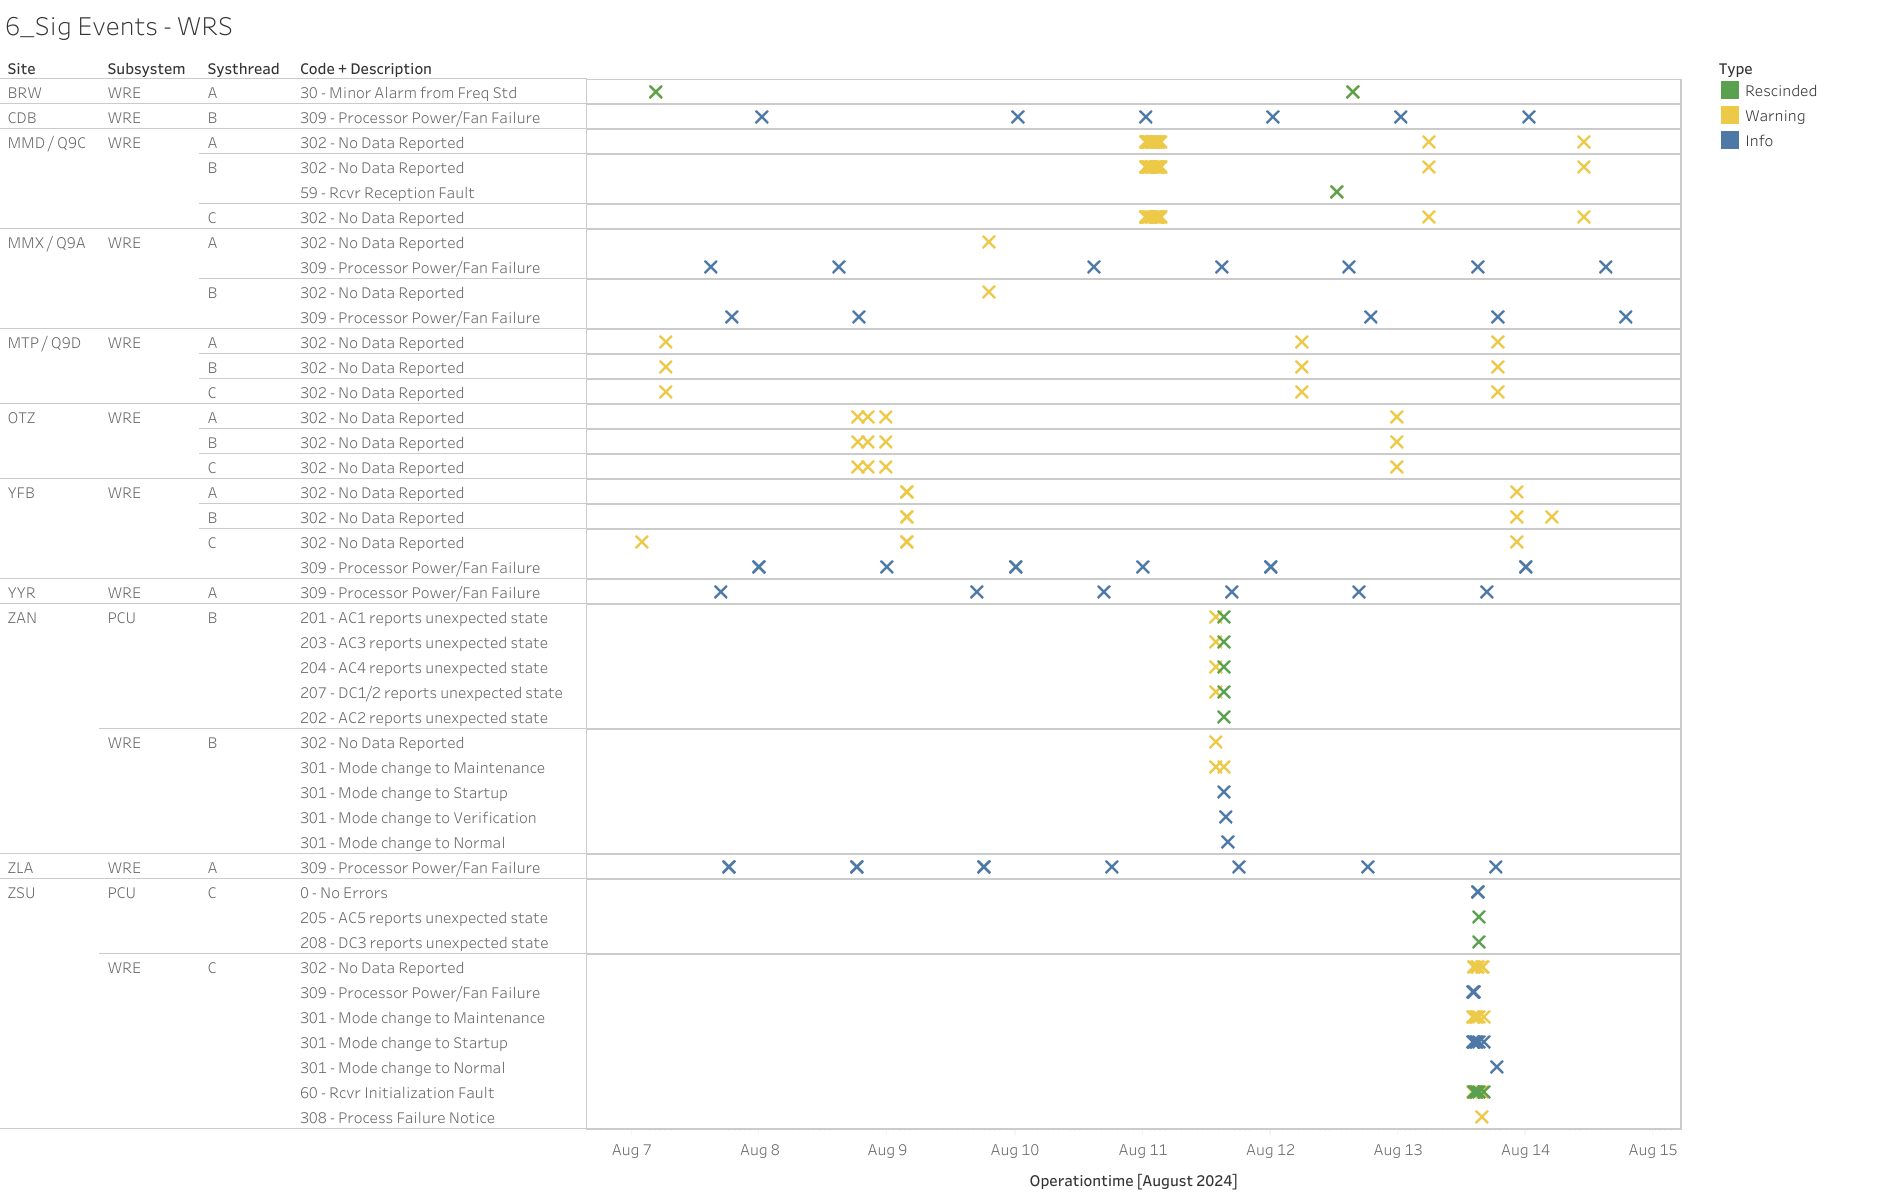 6_Sig Events - WRS
Site Subsystem Systhread Code + Description Type
BRW WRE A 30 - Minor Alarm from Freq Std Rescinded
CDB WRE B 309 - Processor Power/Fan Failure Warning
MMD / Q9C WRE A 302 - No Data Reported Info
B 302 - No Data Reported
59 - Rcvr Reception Fault
C 302 - No Data Reported
MMX / Q9A WRE A 302 - No Data Reported
309 - Processor Power/Fan Failure
B 302 - No Data Reported
309 - Processor Power/Fan Failure
MTP / Q9D WRE A 302 - No Data Reported
B 302 - No Data Reported
C 302 - No Data Reported
OTZ WRE A 302 - No Data Reported
B 302 - No Data Reported
C 302 - No Data Reported
YFB WRE A 302 - No Data Reported
B 302 - No Data Reported
C 302 - No Data Reported
309 - Processor Power/Fan Failure
YYR WRE A 309 - Processor Power/Fan Failure
ZAN PCU B 201 - AC1 reports unexpected state
203 - AC3 reports unexpected state
204 - AC4 reports unexpected state
207 - DC1/2 reports unexpected state
202 - AC2 reports unexpected state
WRE B 302 - No Data Reported
301 - Mode change to Maintenance
301 - Mode change to Startup
301 - Mode change to Verification
301 - Mode change to Normal
ZLA WRE A 309 - Processor Power/Fan Failure
ZSU PCU C 0 - No Errors
205 - AC5 reports unexpected state
208 - DC3 reports unexpected state
WRE C 302 - No Data Reported
309 - Processor Power/Fan Failure
301 - Mode change to Maintenance
301 - Mode change to Startup
301 - Mode change to Normal
60 - Rcvr Initialization Fault
308 - Process Failure Notice
Aug 7 Aug 8 Aug 9 Aug 10 Aug 11 Aug 12 Aug 13 Aug 14 Aug 15
Operationtime [August 2024]